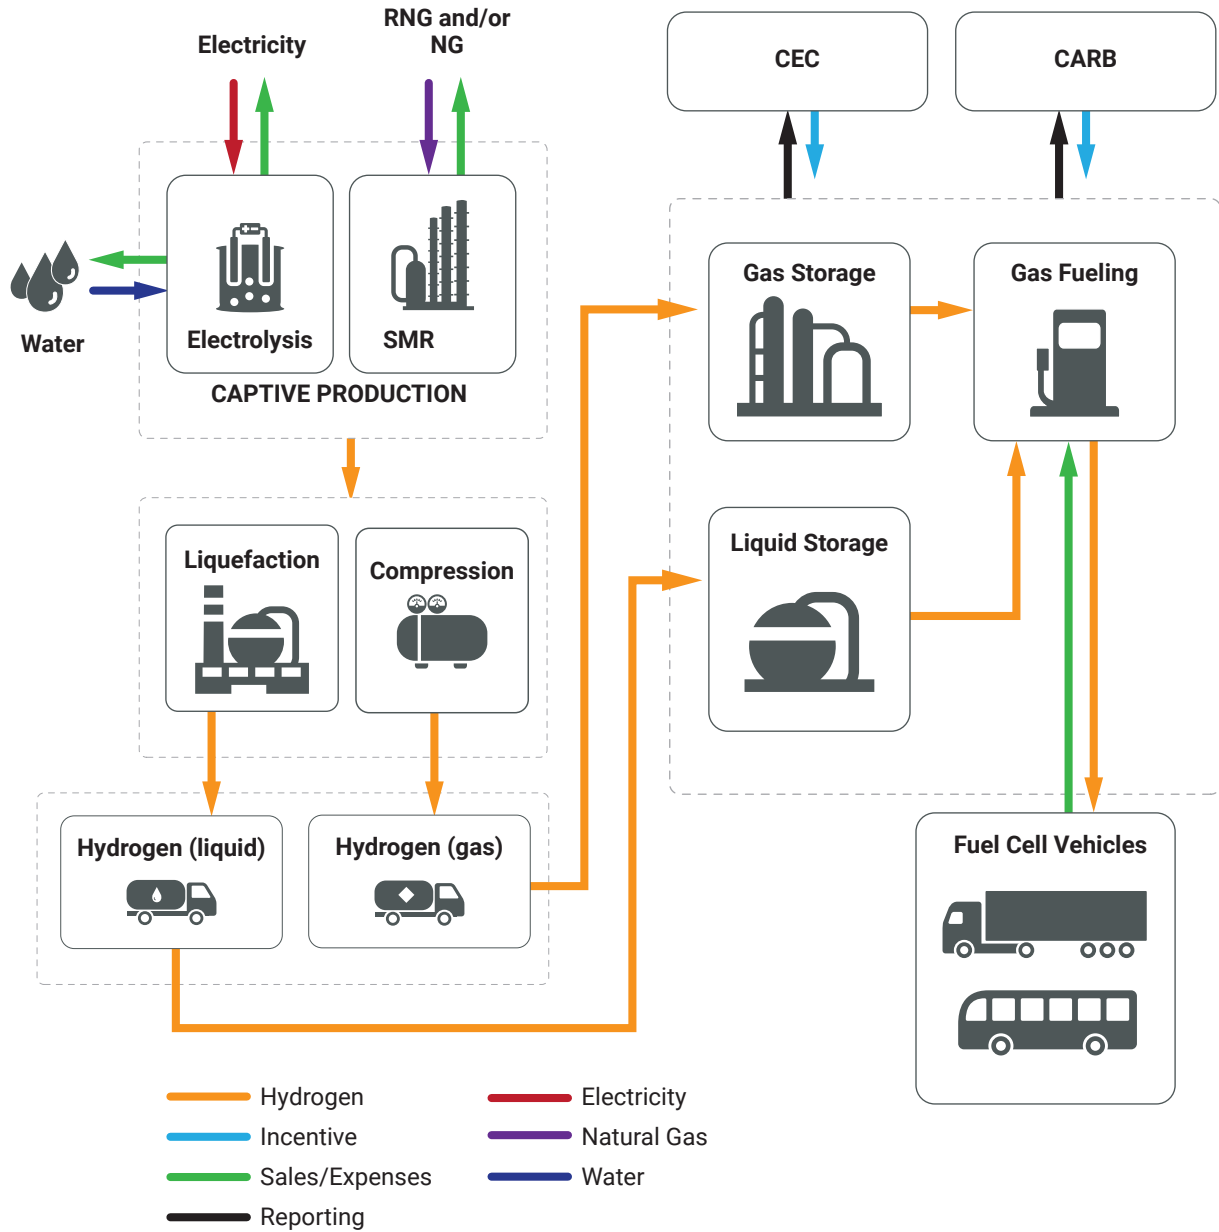 Electricity
RNG and/or
NG
CEC
CARB
Water
Electrolysis
SMR
CAPTIVE PRODUCTION
Gas Storage
Gas Fueling
Liquefaction
Compression
Liquid Storage
Hydrogen (liquid)
Hydrogen (gas)
Fuel Cell Vehicles
Hydrogen
Incentive
Sales/Expenses
Reporting
Electricity
Natural Gas
Water